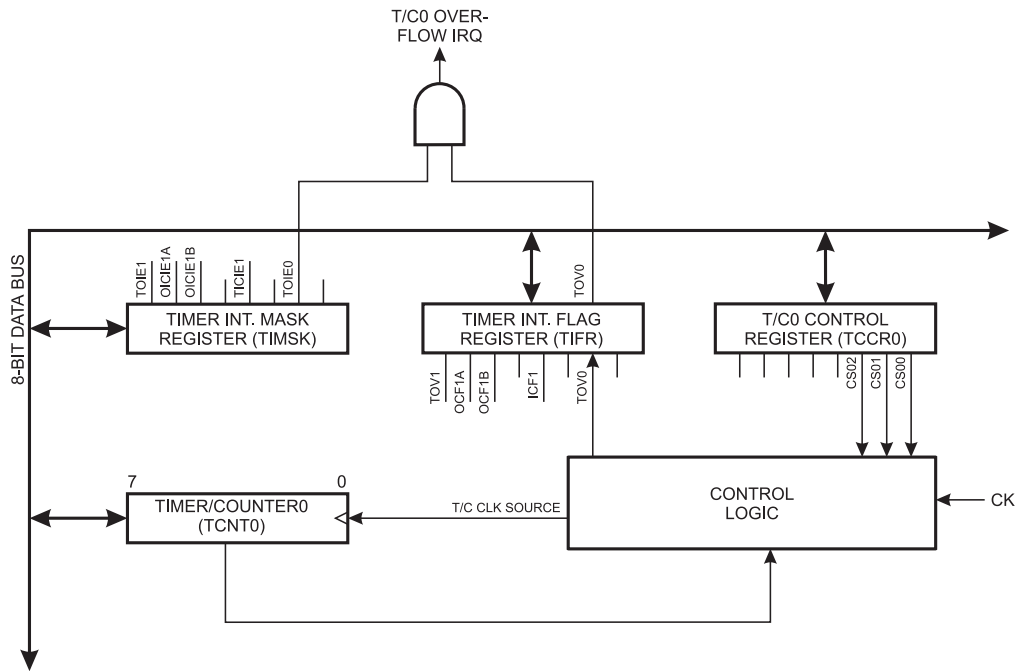 T/C0 OVER-
FLOW IRQ
8-BIT DATA BUS
TOIE1
OICIE1A
OICIE1B
TICIE1
TOIE0
TOV0
TIMER INT. MASK
REGISTER (TIMSK)
TIMER INT. FLAG
REGISTER (TIFR)
T/C0 CONTROL
REGISTER (TCCR0)
TOV1
OCF1A
OCF1B
ICF1
TOV0
CS02
CS01
CS00
7
0
TIMER/COUNTER0
(TCNT0)
T/C CLK SOURCE
CONTROL
LOGIC
CK